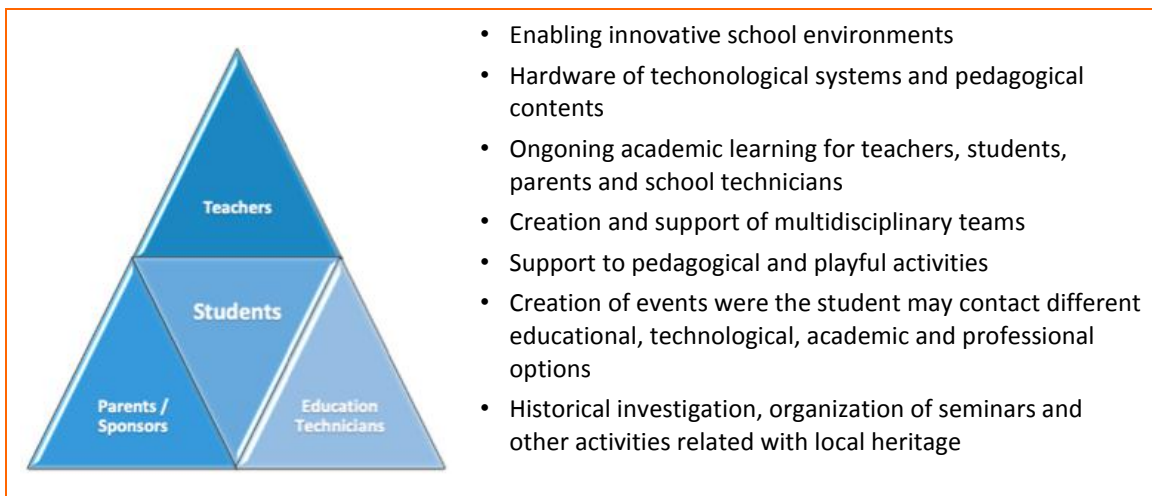 Teachers
Students
Parents /
Sponsors
Education
Technicians
• Enabling innovative school environments
• Hardware of techonological systems and pedagogical
contents
• Ongoing academic learning for teachers, students,
parents and school technicians
• Creation and support of multidisciplinary teams
• Support to pedagogical and playful activities
• Creation of events were the student may contact different
educational, technological, academic and professional
options
• Historical investigation, organization of seminars and
other activities related with local heritage